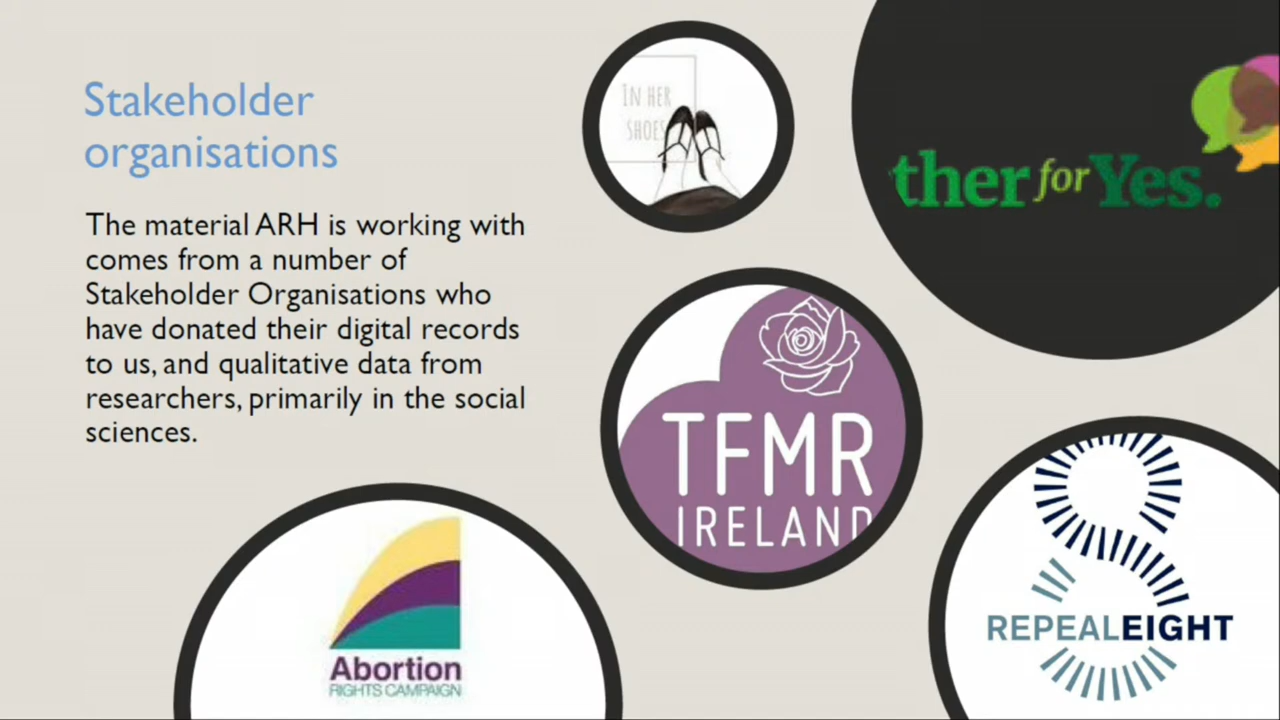 Stakeholder
organisations
The material ARH is working with
comes from a number of
Stakeholder Organisations who
have donated their digital records
to us, and qualitative data from
researchers, primarily in the social
sciences.
IN HER
SHOES
ther for Yes.
TFMR
IRELAND
REPEALEIGHT
Abortion
RIGHTS CAMPAIGN